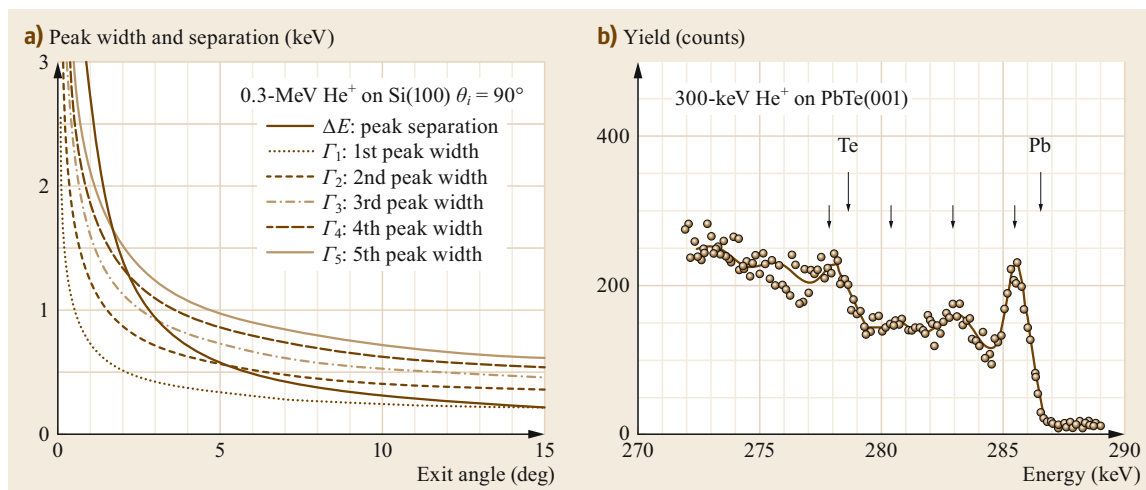 a) Peak width and separation (keV)
3
2
1
0
0.3-MeV He⁺ on Si(100) θᵢ = 90°
ΔE: peak separation
Γ₁: 1st peak width
Γ₂: 2nd peak width
Γ₃: 3rd peak width
Γ₄: 4th peak width
Γ₅: 5th peak width
0 5 10 15
Exit angle (deg)
b) Yield (counts)
300-keV He⁺ on PbTe(001)
400
Te Pb
200
0
270 275 280 285 290
Energy (keV)